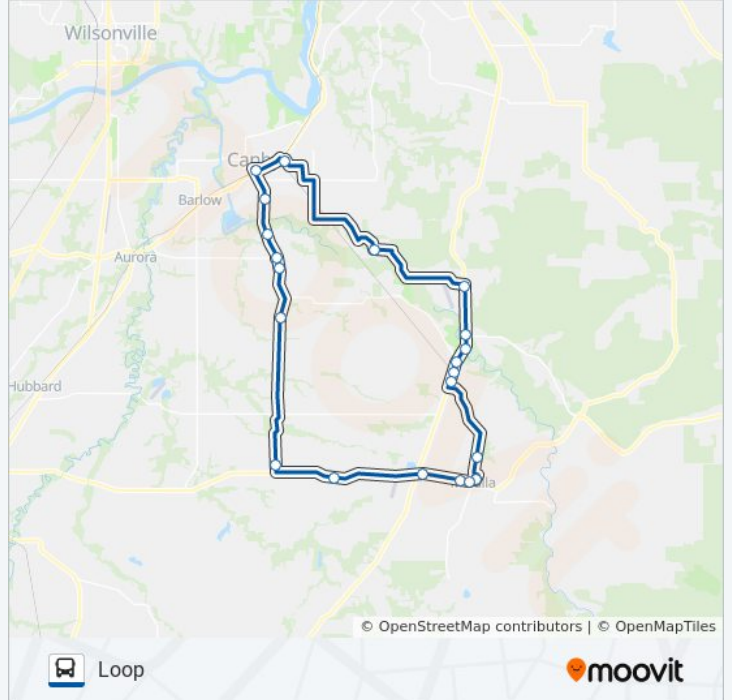 Wilsonville
Barlow
Aurora
Hubbard
© OpenStreetMap contributors | © OpenMapTiles
Loop
moovit